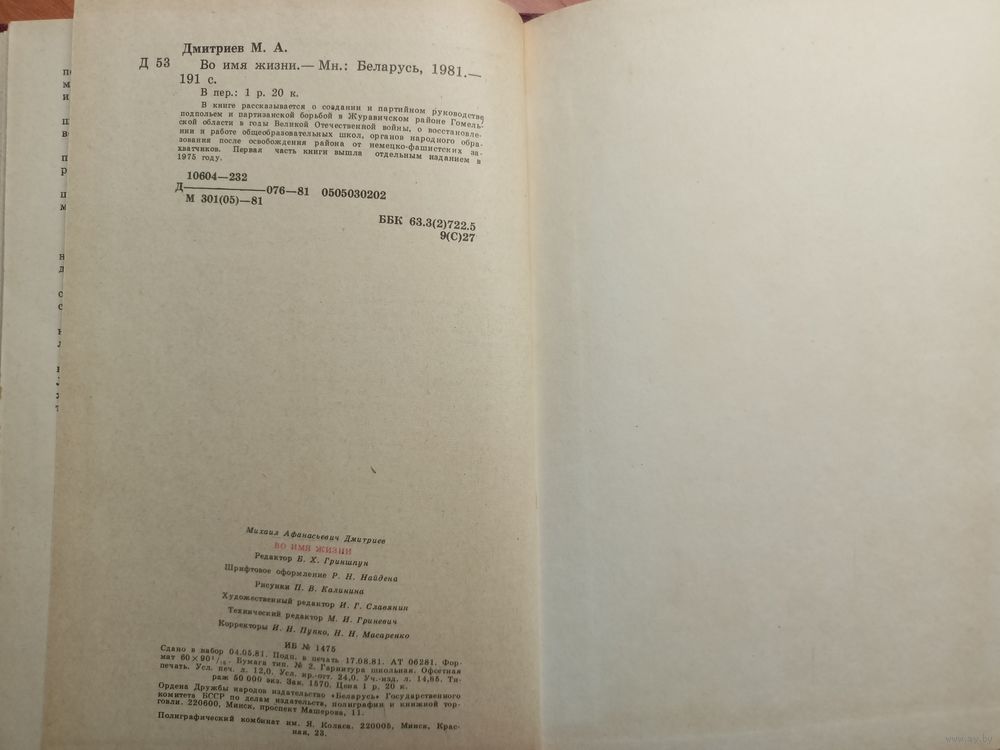 Дмитриев М. А.
Д 53 Во имя жизни.— Мн.: Беларусь, 1981.—
191 с.
В пер.: 1 р. 20 к.
В книге рассказывается о создании и партийном руководстве
подпольем и партизанской борьбой в Журавичском районе Гомель-
ской области в годы Великой Отечественной войны, о восстановле-
нии и работе общеобразовательных школ, органов народного обра-
зования после освобождения района от немецко-фашистских за-
хватчиков. Первая часть книги вышла отдельным изданием в
1975 году.
10604—232
Д————076—81 0505030202
М 301(05)—81
ББК 63.3(2)722.5
9(С)27
Михаил Афанасьевич Дмитриев
ВО ИМЯ ЖИЗНИ
Редактор Б. Х. Гриншпун
Шрифтовое оформление Р. Н. Найдена
Рисунки П. В. Калинина
Художественный редактор И. Г. Славянин
Технический редактор М. И. Гриневич
Корректоры И. Н. Пупко, Н. Н. Масаренко
ИБ № 1475
Сдано в набор 04.05.81. Подп. в печать 17.08.81. АТ 06281. Фор-
мат 60×90¹/₁₆. Бумага тип. № 2. Гарнитура школьная. Офсетная
печать. Усл. печ. л. 12,0. Усл. кр.-отт. 24,0. Уч.-изд. л. 14,85. Ти-
раж 50 000 экз. Зак. 1570. Цена 1 р. 20 к.
Ордена Дружбы народов издательство «Беларусь» Государственного
комитета БССР по делам издательств, полиграфии и книжной тор-
говли. 220600, Минск, проспект Машерова, 11.
Полиграфический комбинат им. Я. Коласа. 220005, Минск, Крас-
ная, 23.
www.ay.by